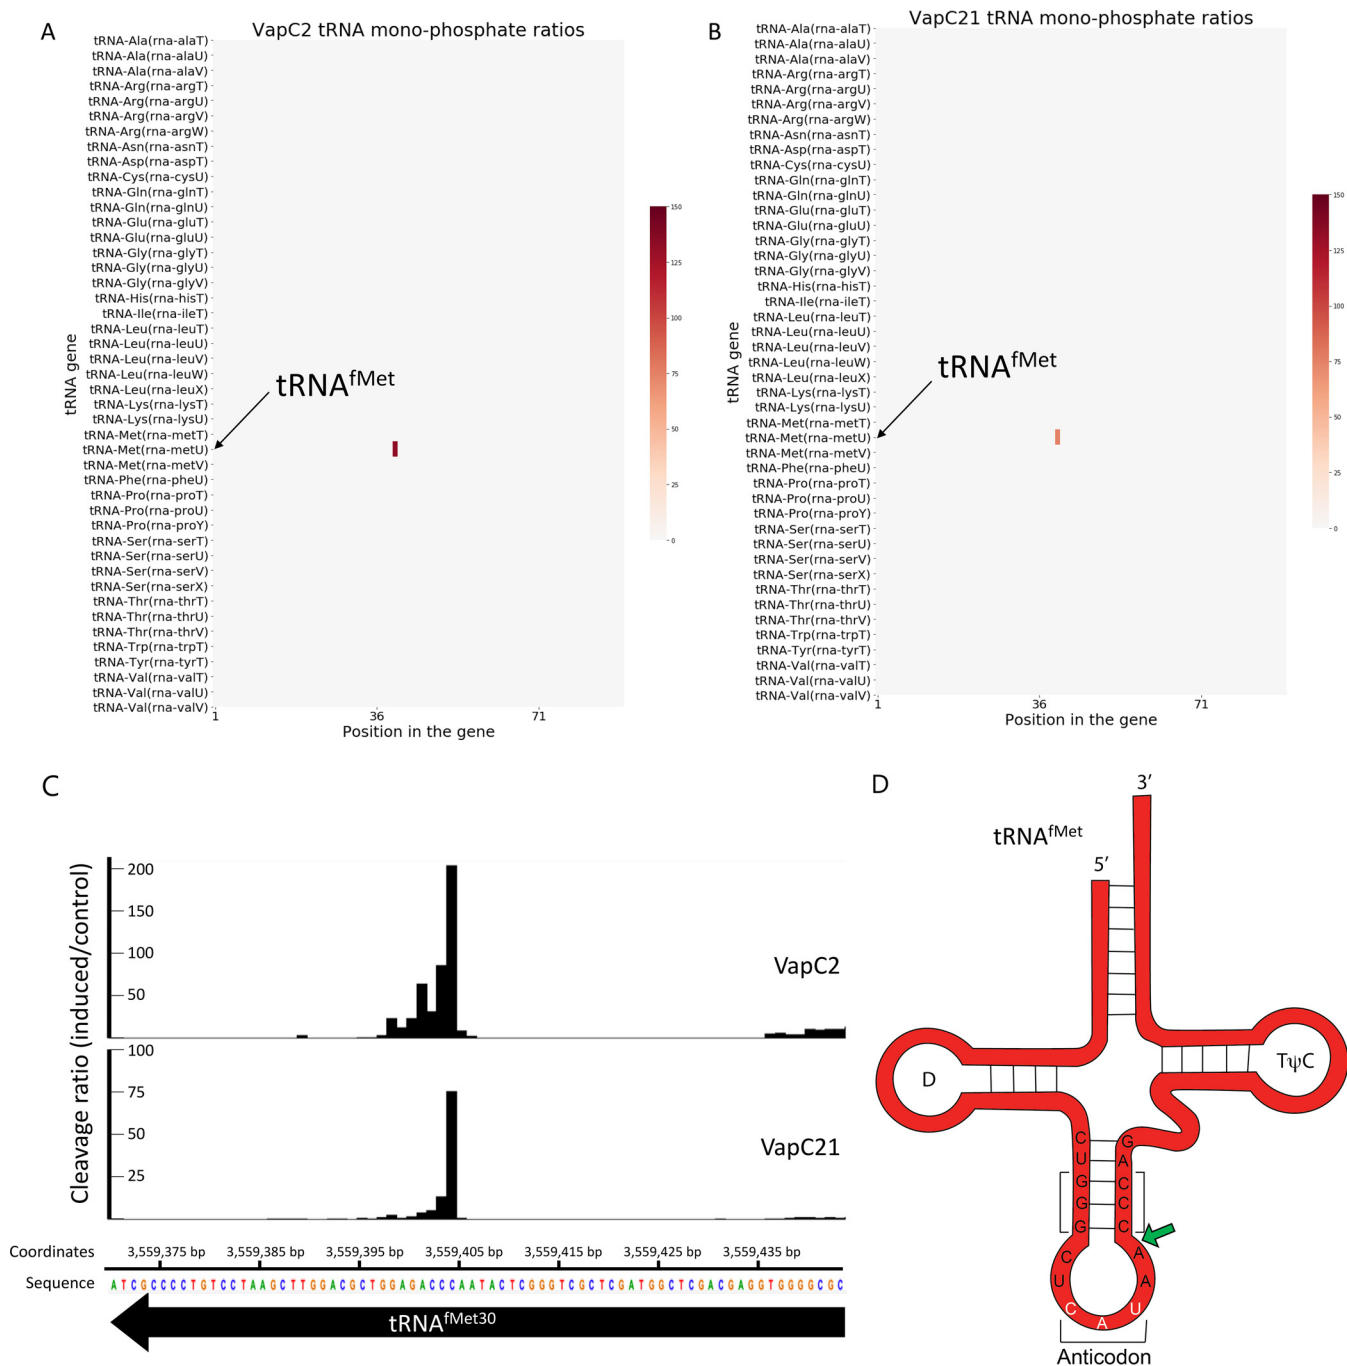 A
VapC2 tRNA mono-phosphate ratios
tRNA-Ala(rna-alaT)
tRNA-Ala(rna-alaU)
tRNA-Ala(rna-alaV)
tRNA-Arg(rna-argT)
tRNA-Arg(rna-argU)
tRNA-Arg(rna-argV)
tRNA-Arg(rna-argW)
tRNA-Asn(rna-asnT)
tRNA-Asp(rna-aspT)
tRNA-Cys(rna-cysU)
tRNA-Gln(rna-glnT)
tRNA-Gln(rna-glnU)
tRNA-Glu(rna-gluT)
tRNA-Glu(rna-gluU)
tRNA-Gly(rna-glyT)
tRNA-Gly(rna-glyU)
tRNA-Gly(rna-glyV)
tRNA-His(rna-hisT)
tRNA-Ile(rna-ileT)
tRNA-Leu(rna-leuT)
tRNA-Leu(rna-leuU)
tRNA-Leu(rna-leuV)
tRNA-Leu(rna-leuW)
tRNA-Leu(rna-leuX)
tRNA-Lys(rna-lysT)
tRNA-Lys(rna-lysU)
tRNA-Met(rna-metT)
tRNA-Met(rna-metU)
tRNA-Met(rna-metV)
tRNA-Phe(rna-pheU)
tRNA-Pro(rna-proT)
tRNA-Pro(rna-proU)
tRNA-Pro(rna-proY)
tRNA-Ser(rna-serT)
tRNA-Ser(rna-serU)
tRNA-Ser(rna-serV)
tRNA-Ser(rna-serX)
tRNA-Thr(rna-thrT)
tRNA-Thr(rna-thrU)
tRNA-Thr(rna-thrV)
tRNA-Trp(rna-trpT)
tRNA-Tyr(rna-tyrT)
tRNA-Val(rna-valT)
tRNA-Val(rna-valU)
tRNA-Val(rna-valV)
tRNA gene
tRNAfMet
1 36 71
Position in the gene
150
125
100
75
50
25
0
B
VapC21 tRNA mono-phosphate ratios
tRNA-Ala(rna-alaT)
tRNA-Ala(rna-alaU)
tRNA-Ala(rna-alaV)
tRNA-Arg(rna-argT)
tRNA-Arg(rna-argU)
tRNA-Arg(rna-argV)
tRNA-Arg(rna-argW)
tRNA-Asn(rna-asnT)
tRNA-Asp(rna-aspT)
tRNA-Cys(rna-cysU)
tRNA-Gln(rna-glnT)
tRNA-Gln(rna-glnU)
tRNA-Glu(rna-gluT)
tRNA-Glu(rna-gluU)
tRNA-Gly(rna-glyT)
tRNA-Gly(rna-glyU)
tRNA-Gly(rna-glyV)
tRNA-His(rna-hisT)
tRNA-Ile(rna-ileT)
tRNA-Leu(rna-leuT)
tRNA-Leu(rna-leuU)
tRNA-Leu(rna-leuV)
tRNA-Leu(rna-leuW)
tRNA-Leu(rna-leuX)
tRNA-Lys(rna-lysT)
tRNA-Lys(rna-lysU)
tRNA-Met(rna-metT)
tRNA-Met(rna-metU)
tRNA-Met(rna-metV)
tRNA-Phe(rna-pheU)
tRNA-Pro(rna-proT)
tRNA-Pro(rna-proU)
tRNA-Pro(rna-proY)
tRNA-Ser(rna-serT)
tRNA-Ser(rna-serU)
tRNA-Ser(rna-serV)
tRNA-Ser(rna-serX)
tRNA-Thr(rna-thrT)
tRNA-Thr(rna-thrU)
tRNA-Thr(rna-thrV)
tRNA-Trp(rna-trpT)
tRNA-Tyr(rna-tyrT)
tRNA-Val(rna-valT)
tRNA-Val(rna-valU)
tRNA-Val(rna-valV)
tRNA gene
tRNAfMet
1 36 71
Position in the gene
150
125
100
75
50
25
0
C
Cleavage ratio (induced/control)
200
150
100
50
VapC2
100
75
50
25
VapC21
Coordinates 3,559,375 bp 3,559,385 bp 3,559,395 bp 3,559,405 bp 3,559,415 bp 3,559,425 bp 3,559,435 bp
Sequence A T C G C C C C T G T C C T A A G C T T G G A C G C T G G A G A C C C A A T A C T C G G G T C G C T C G A T G G C T C G A C G A G G T G G G G C G C
tRNAfMet30
D
3'
tRNAfMet
5'
D
TψC
C G
U A
G C
G C
G C
C A
U A
C A U
Anticodon